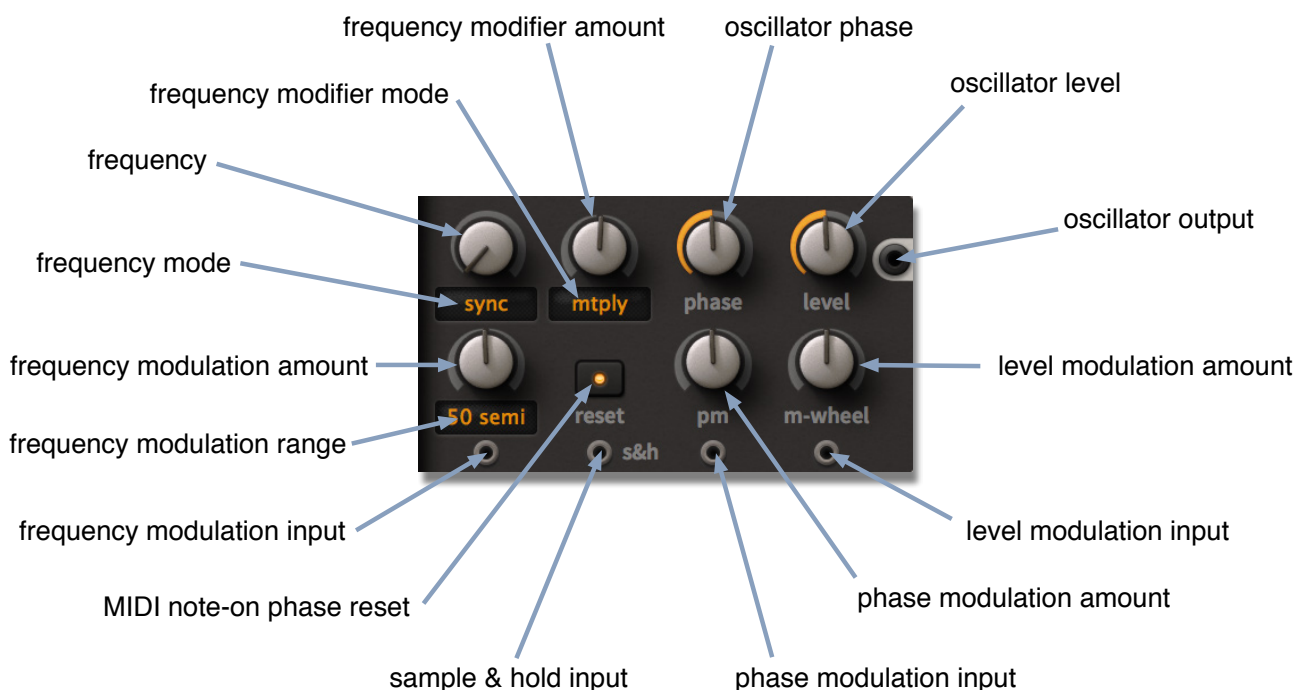 frequency modifier amount
oscillator phase
frequency modifier mode
oscillator level
frequency
oscillator output
frequency mode
sync
mtply
phase
level
frequency modulation amount
level modulation amount
50 semi
reset
pm
m-wheel
frequency modulation range
s&h
frequency modulation input
level modulation input
MIDI note-on phase reset
phase modulation amount
sample & hold input
phase modulation input